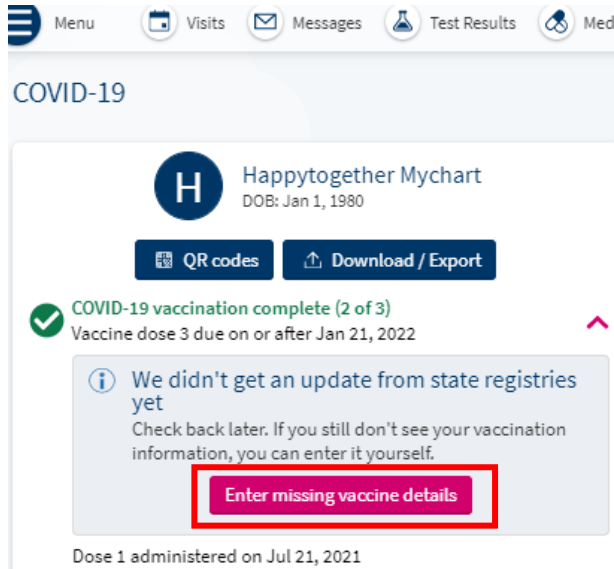 Menu Visits Messages Test Results Med
COVID-19
H
Happytogether Mychart
DOB: Jan 1, 1980
QR codes Download / Export
COVID-19 vaccination complete (2 of 3)
Vaccine dose 3 due on or after Jan 21, 2022
We didn't get an update from state registries
yet
Check back later. If you still don't see your vaccination
information, you can enter it yourself.
Enter missing vaccine details
Dose 1 administered on Jul 21, 2021